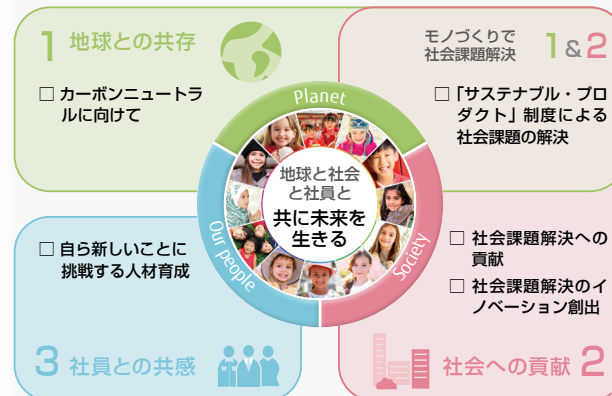 1 地球との共存
□ カーボンニュートラ
ルに向けて
モノづくりで
社会課題解決
1&2
□ 「サステナブル・プロ
ダクト」制度による
社会課題の解決
Planet
Our people
Society
地球と社会
と社員と
共に未来を
生きる
□ 自ら新しいことに
挑戦する人材育成
3 社員との共感
□ 社会課題解決への
貢献
□ 社会課題解決のイ
ノベーション創出
社会への貢献 2